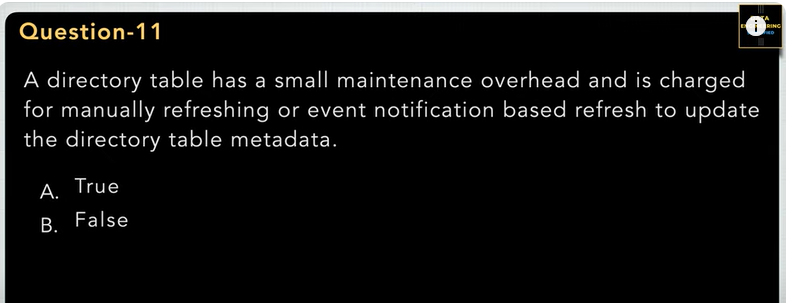 Question-11
A directory table has a small maintenance overhead and is charged
for manually refreshing or event notification based refresh to update
the directory table metadata.
A. True
B. False